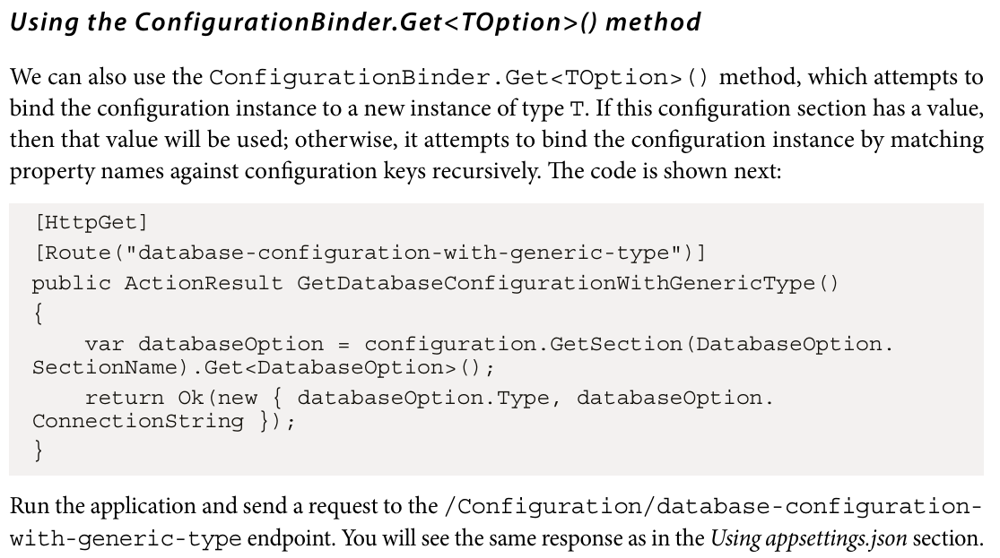 Using the ConfigurationBinder.Get<TOption>() method
We can also use the ConfigurationBinder.Get<TOption>() method, which attempts to
bind the configuration instance to a new instance of type T. If this configuration section has a value,
then that value will be used; otherwise, it attempts to bind the configuration instance by matching
property names against configuration keys recursively. The code is shown next:
[HttpGet]
[Route("database-configuration-with-generic-type")]
public ActionResult GetDatabaseConfigurationWithGenericType()
{
    var databaseOption = configuration.GetSection(DatabaseOption.
SectionName).Get<DatabaseOption>();
    return Ok(new { databaseOption.Type, databaseOption.
ConnectionString });
}
Run the application and send a request to the /Configuration/database-configuration-
with-generic-type endpoint. You will see the same response as in the Using appsettings.json section.